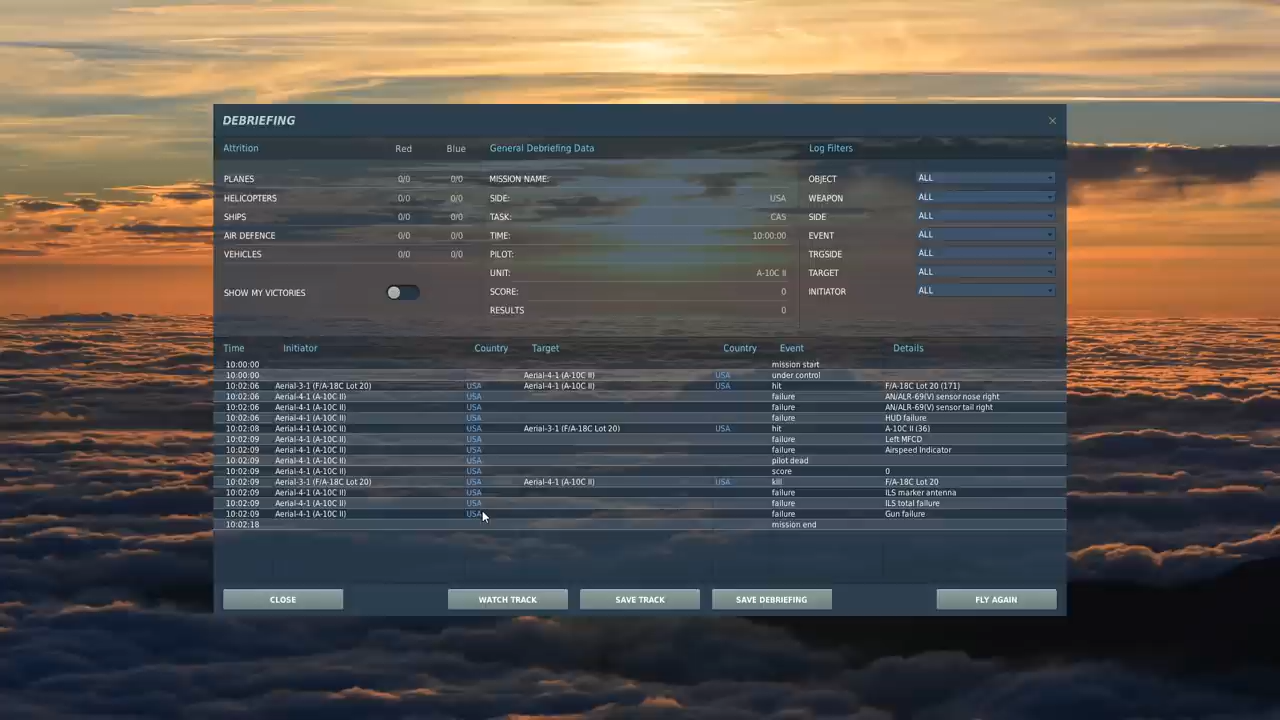 DEBRIEFING
Attrition Red Blue General Debriefing Data Log Filters
PLANES 0/0 0/0 MISSION NAME: OBJECT ALL
HELICOPTERS 0/0 0/0 SIDE: USA WEAPON ALL
SHIPS 0/0 0/0 TASK: CAS SIDE ALL
AIR DEFENCE 0/0 0/0 TIME: 10:00:00 EVENT ALL
VEHICLES 0/0 0/0 PILOT: TRGSIDE ALL
UNIT: A-10C II TARGET ALL
SHOW MY VICTORIES SCORE: 0 INITIATOR ALL
RESULTS 0
Time Initiator Country Target Country Event Details
10:00:00 mission start
10:00:00 Aerial-4-1 (A-10C II) USA under control
10:02:06 Aerial-3-1 (F/A-18C Lot 20) USA Aerial-4-1 (A-10C II) USA hit F/A-18C Lot 20 (171)
10:02:06 Aerial-4-1 (A-10C II) USA failure AN/ALR-69(V) sensor nose right
10:02:06 Aerial-4-1 (A-10C II) USA failure AN/ALR-69(V) sensor tail right
10:02:06 Aerial-4-1 (A-10C II) USA failure HUD failure
10:02:08 Aerial-4-1 (A-10C II) USA Aerial-3-1 (F/A-18C Lot 20) USA hit A-10C II (36)
10:02:09 Aerial-4-1 (A-10C II) USA failure Left MFCD
10:02:09 Aerial-4-1 (A-10C II) USA failure Airspeed Indicator
10:02:09 Aerial-4-1 (A-10C II) USA pilot dead
10:02:09 Aerial-4-1 (A-10C II) USA score 0
10:02:09 Aerial-3-1 (F/A-18C Lot 20) USA Aerial-4-1 (A-10C II) USA kill F/A-18C Lot 20
10:02:09 Aerial-4-1 (A-10C II) USA failure ILS marker antenna
10:02:09 Aerial-4-1 (A-10C II) USA failure ILS total failure
10:02:09 Aerial-4-1 (A-10C II) USA failure Gun failure
10:02:18 mission end
CLOSE WATCH TRACK SAVE TRACK SAVE DEBRIEFING FLY AGAIN